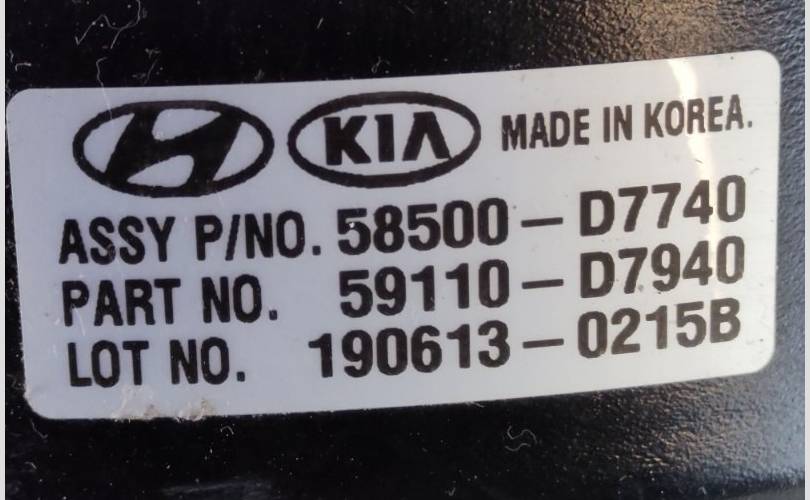 KIA MADE IN KOREA.
ASSY P/NO. 58500-D7740
PART NO. 59110-D7940
LOT NO. 190613-0215B